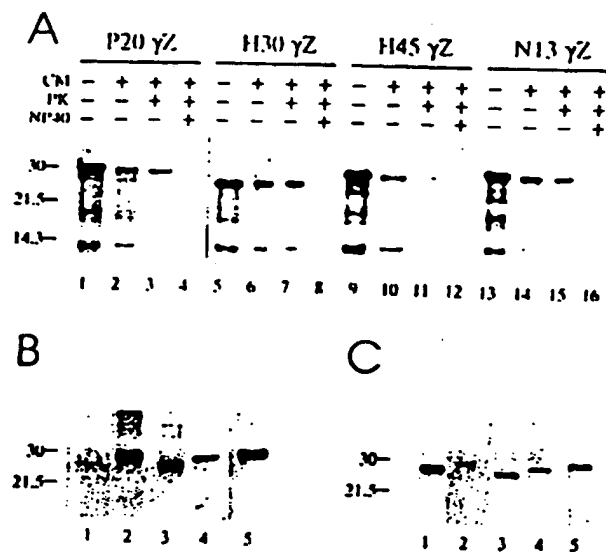 A
P20 γZ H30 γZ H45 γZ N13 γZ
CM − + + + − + + + − + + + − + + +
PK − − + + − − + + − − + + − − + +
NP40 − − − + − − − + − − − + − − − +
30−
21.5−
14.3−
1 2 3 4 5 6 7 8 9 10 11 12 13 14 15 16
B C
30− 30−
21.5− 21.5−
1 2 3 4 5 1 2 3 4 5